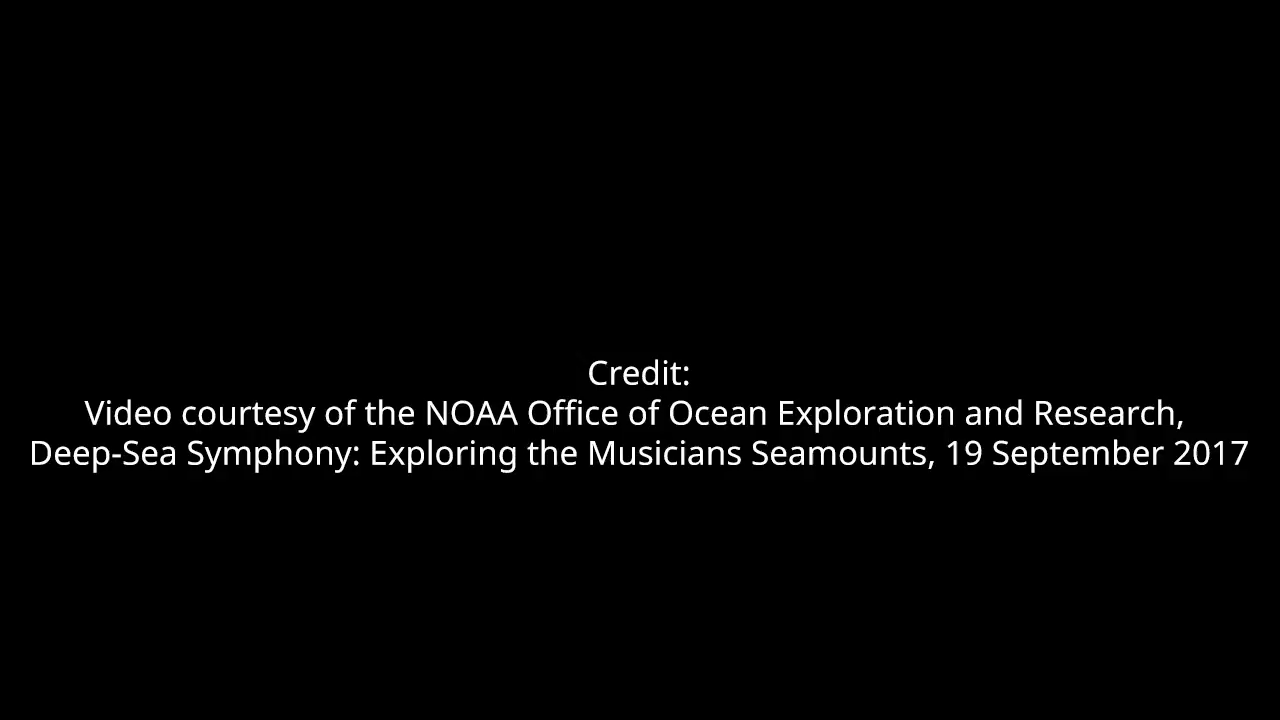 Credit:
Video courtesy of the NOAA Office of Ocean Exploration and Research,
Deep-Sea Symphony: Exploring the Musicians Seamounts, 19 September 2017